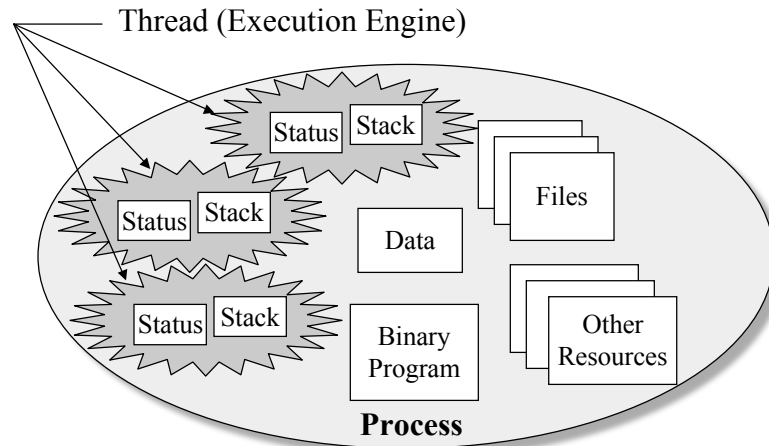 Thread (Execution Engine)
Status
Stack
Status
Stack
Files
Data
Status
Stack
Binary
Program
Other
Resources
Process